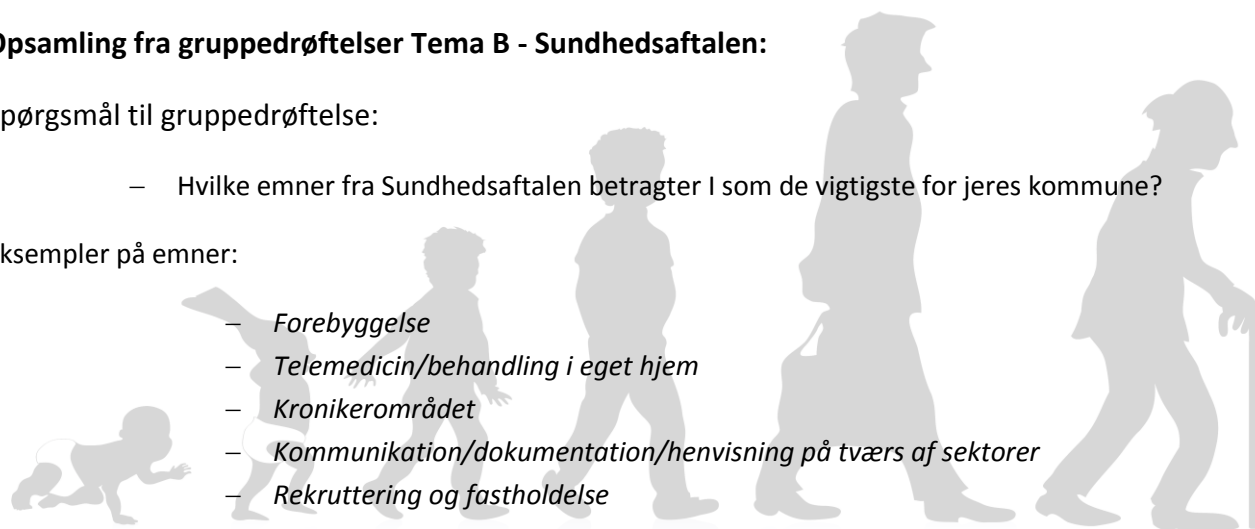 Opsamling fra gruppedrøftelser Tema B - Sundhedsaftalen:
pørgsmål til gruppedrøftelse:
– Hvilke emner fra Sundhedsaftalen betragter I som de vigtigste for jeres kommune?
ksempler på emner:
– Forebyggelse
– Telemedicin/behandling i eget hjem
– Kronikerområdet
– Kommunikation/dokumentation/henvisning på tværs af sektorer
– Rekruttering og fastholdelse